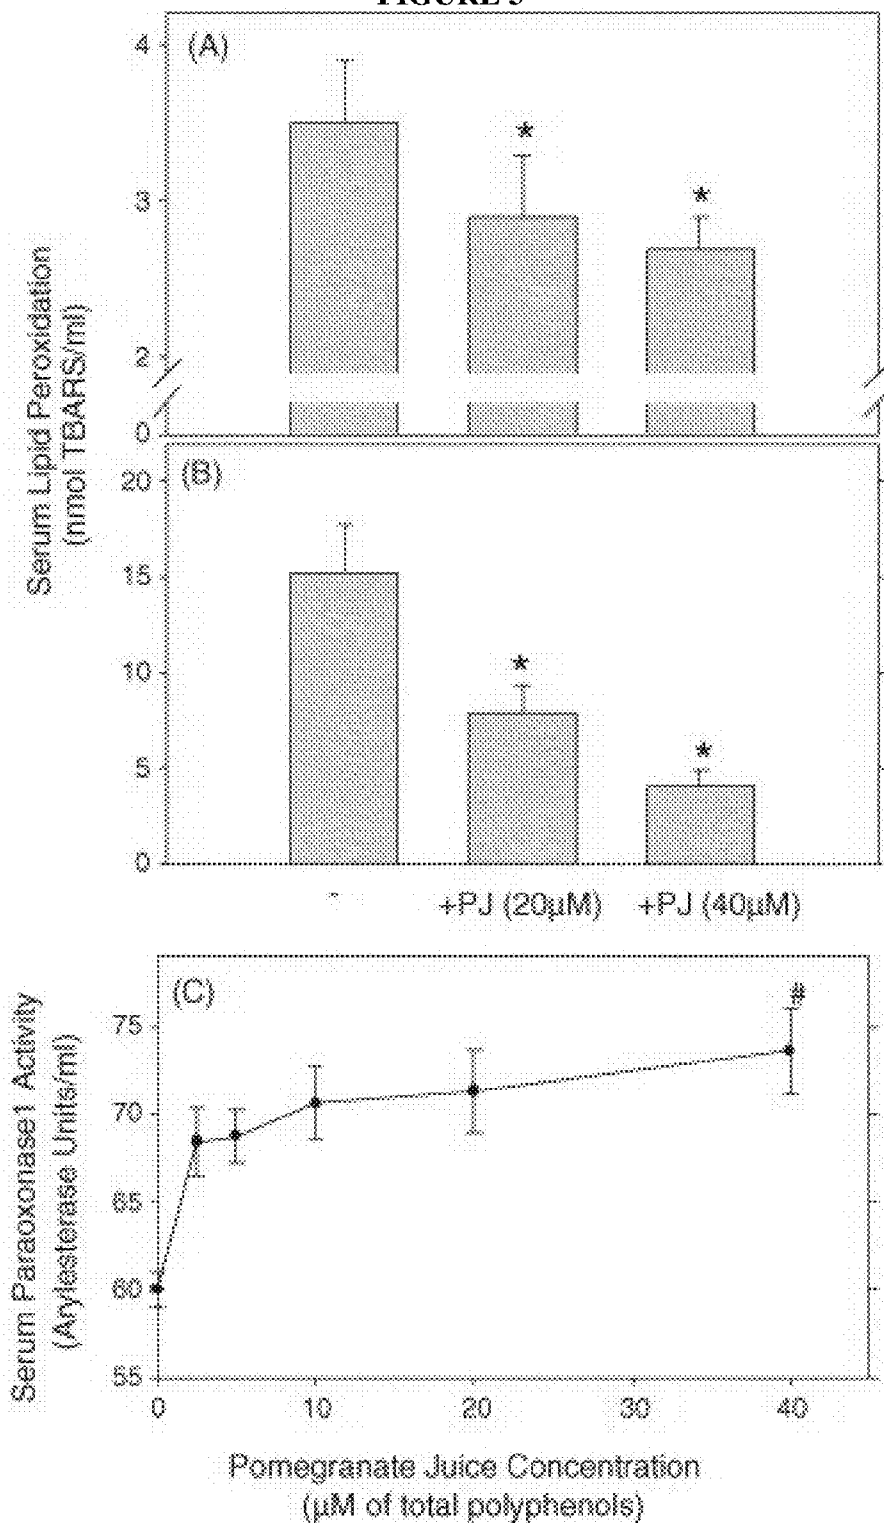 FIGURE 3
(A)
4
3
2
0
Serum Lipid Peroxidation
(nmol TBARS/ml)
*
*
(B)
20
15
10
5
0
*
*
-
+PJ (20µM)
+PJ (40µM)
(C)
#
75
70
65
60
55
Serum Paraoxonase1 Activity
(Arylesterase Units/ml)
0
10
20
30
40
Pomegranate Juice Concentration
(µM of total polyphenols)